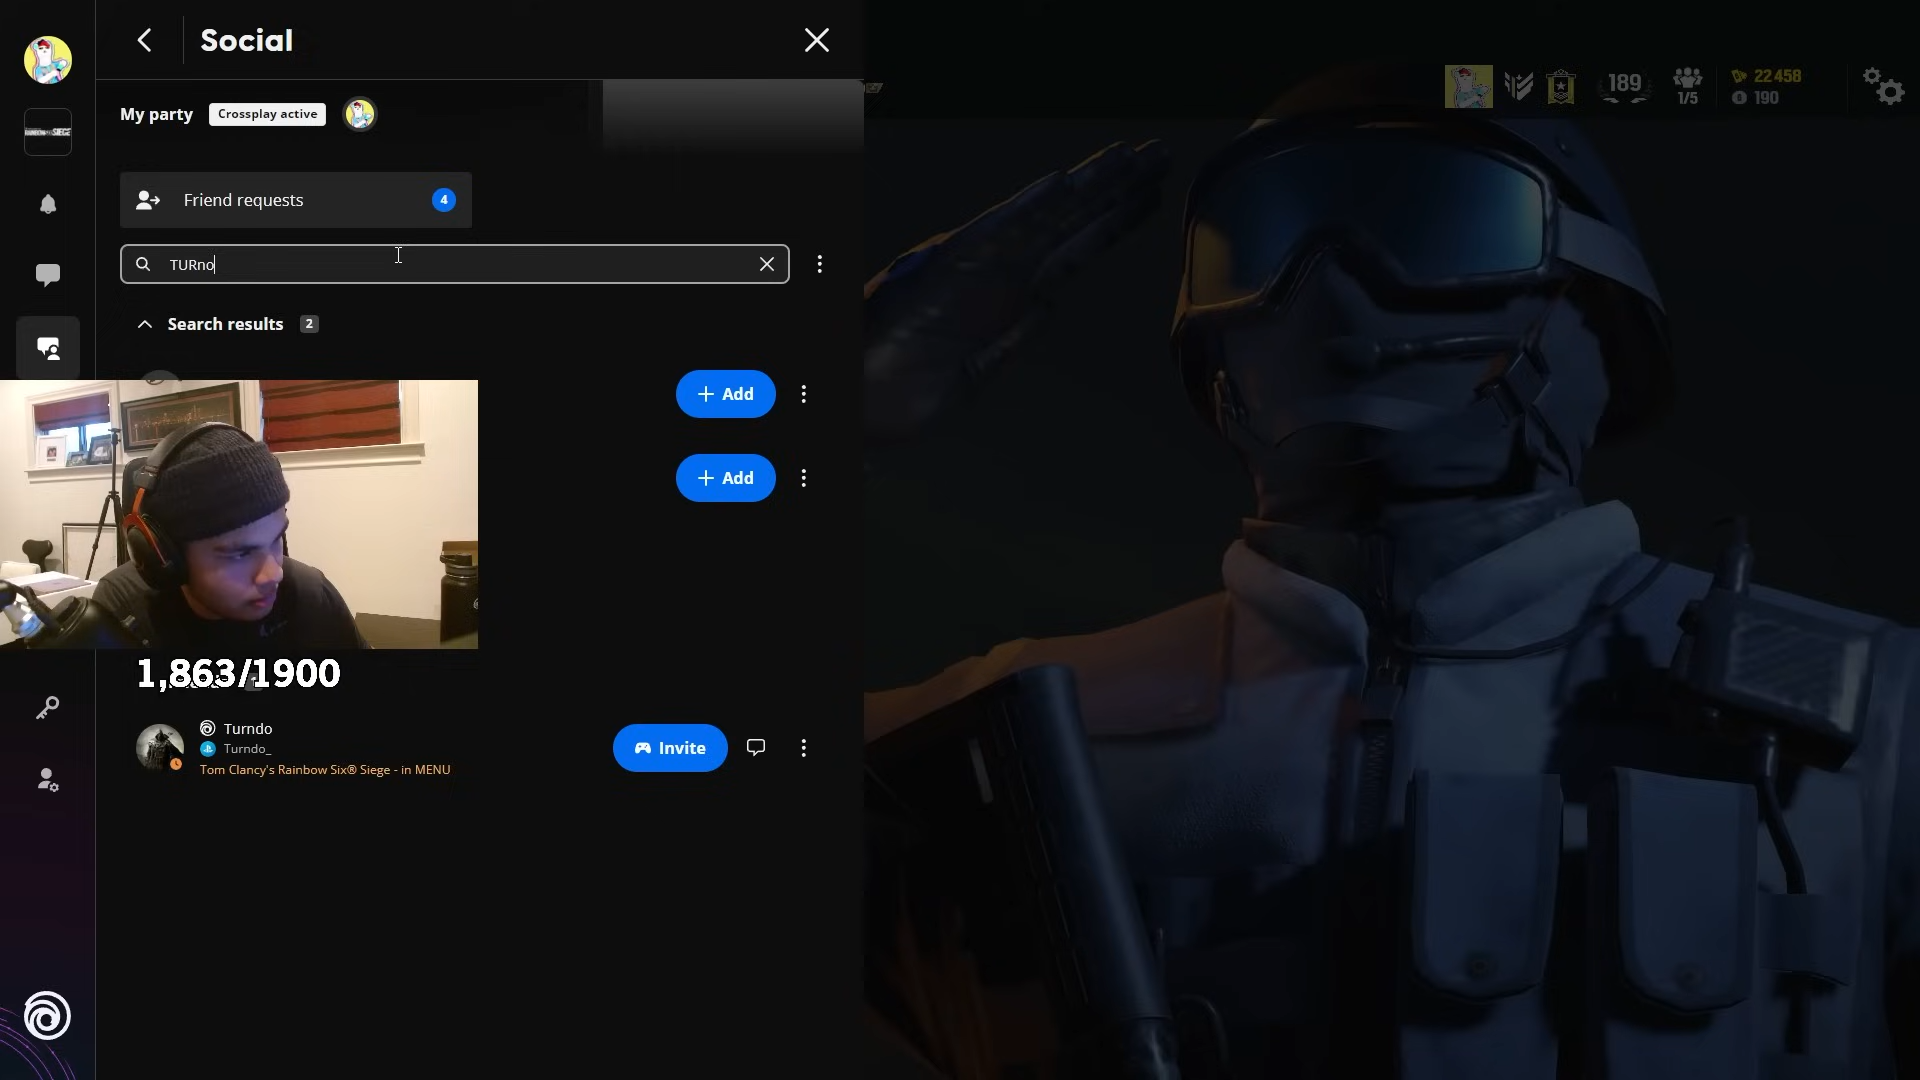 Social
My party
Crossplay active
189
1/5
22 458
190
Friend requests
4
TURno
Search results
2
Add
Add
1,863/1900
Turndo
Turndo_
Tom Clancy's Rainbow Six® Siege - in MENU
Invite